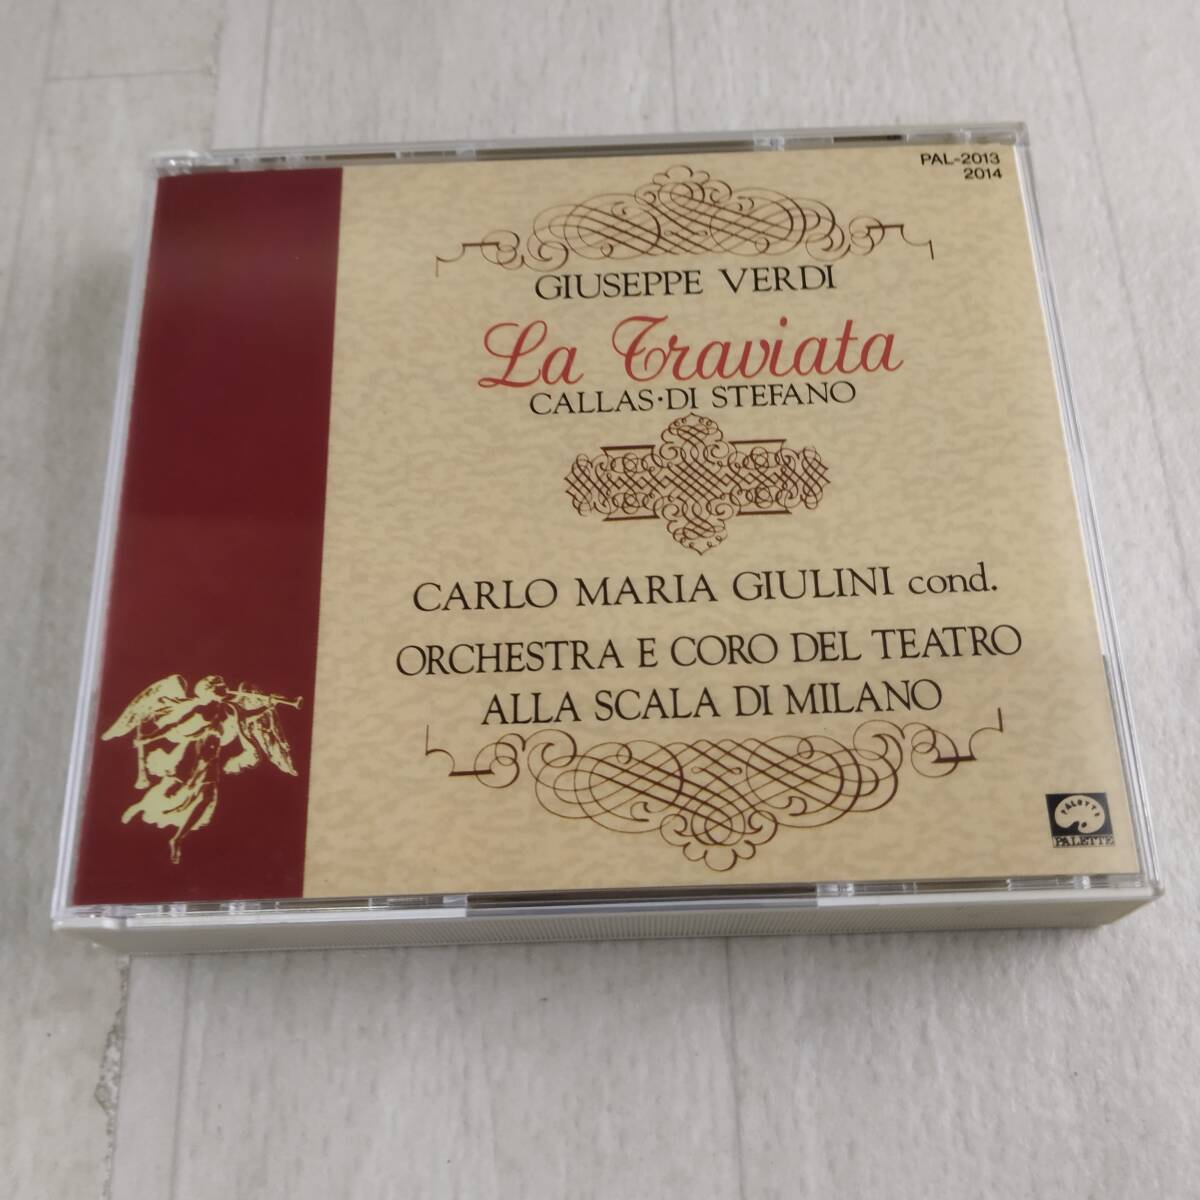 PAL-2013
2014
GIUSEPPE VERDI
La Traviata
CALLAS·DI STEFANO
CARLO MARIA GIULINI cond.
ORCHESTRA E CORO DEL TEATRO
ALLA SCALA DI MILANO
PALETTE
PALETTE